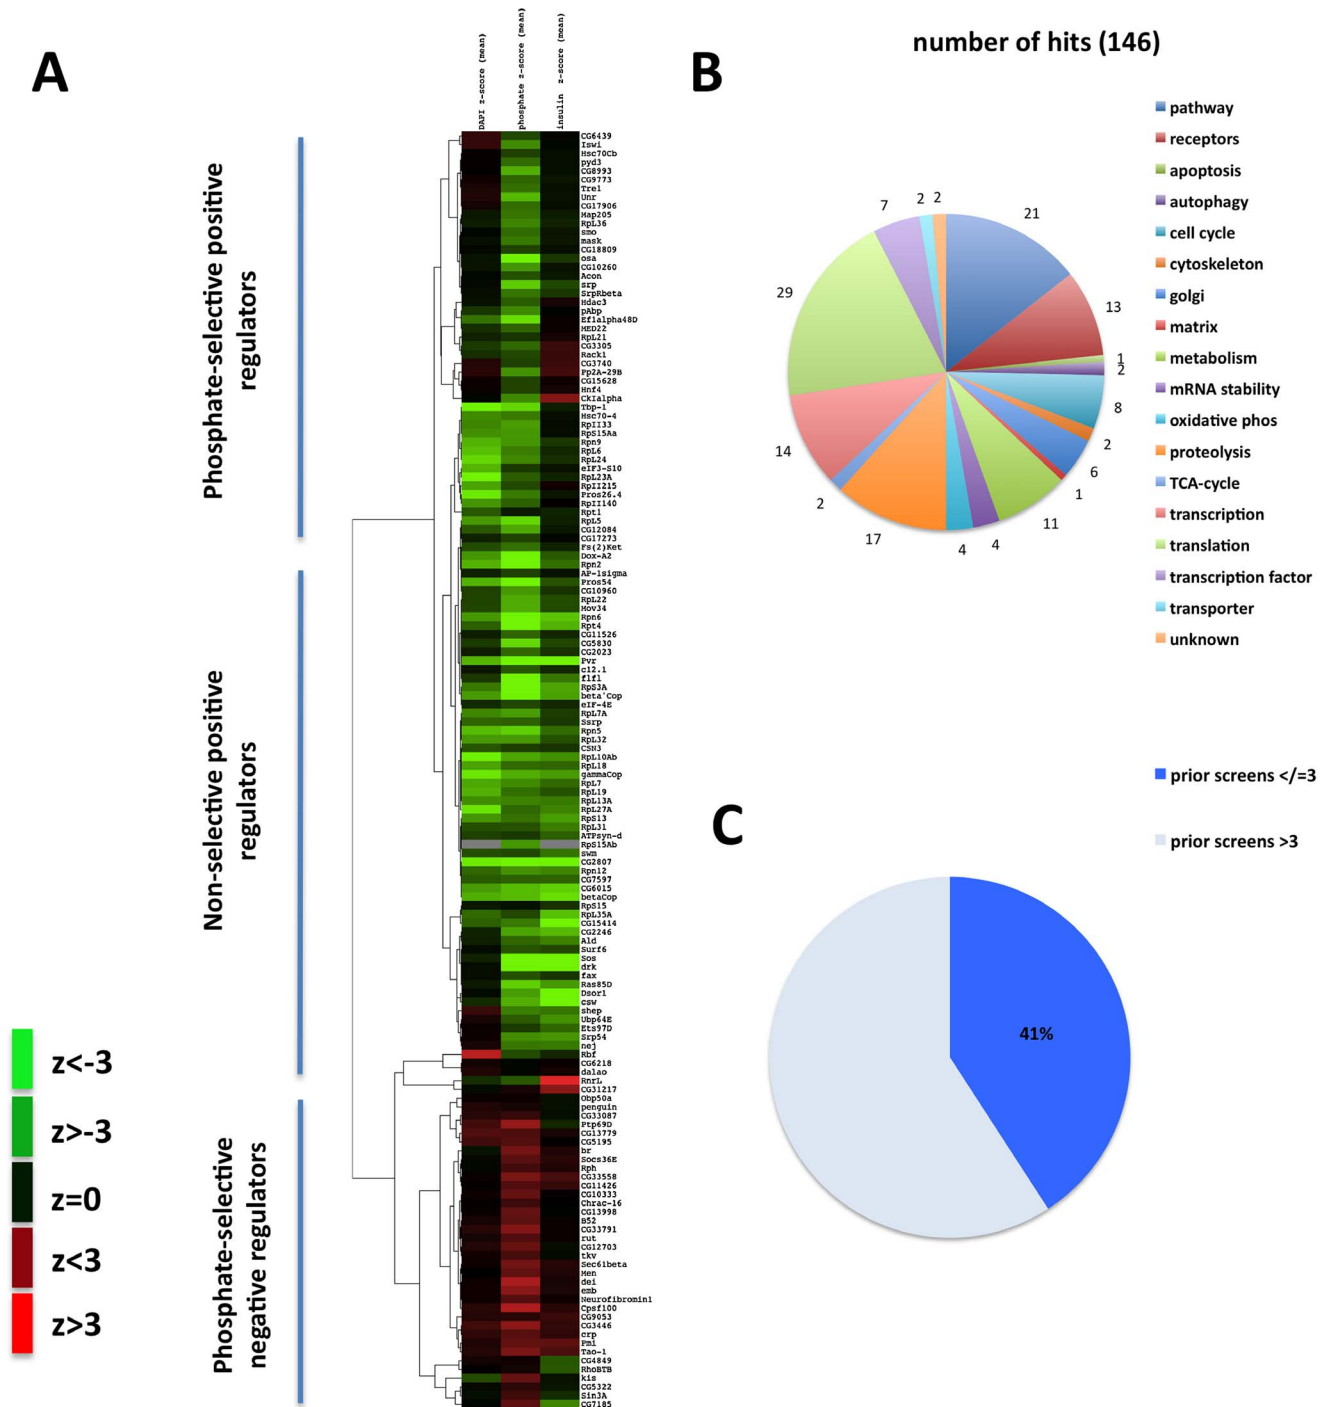 A
DAPI z-score (mean)
phosphate z-score (mean)
insulin z-score (mean)
Phosphate-selective positive
regulators
Non-selective positive
regulators
Phosphate-selective
negative regulators
z<-3
z>-3
z=0
z<3
z>3
CG6439
Iswi
Hsc70Cb
pyd3
CG8993
CG9773
Tre1
Unr
CG17906
Map205
RpL36
smo
mask
CG18809
osa
CG10260
Acon
srp
SrpRbeta
Hdac3
pAbp
Ef1alpha48D
MED22
RpL21
CG3305
Rack1
CG3740
Pp2A-29B
CG15628
Hnf4
CkIalpha
Tbp-1
Hsc70-4
RpII33
RpS15Aa
Rpn9
RpL6
RpL24
eIF3-S10
RpL23A
RpII215
Pros26.4
RpII140
Rpt1
RpL5
CG12084
CG17273
Fs(2)Ket
Dox-A2
Rpn2
AP-1sigma
Pros54
CG10960
RpL22
Mov34
Rpn6
Rpt4
CG11526
CG5830
CG2023
Pvr
c12.1
flfl
RpS3A
beta'Cop
eIF-4E
RpL7A
Ssrp
Rpn5
RpL32
CSN3
RpL10Ab
RpL18
gammaCop
RpL7
RpL19
RpL13A
RpL27A
RpS13
RpL31
ATPsyn-d
RpS15Ab
swm
CG2807
Rpn12
CG7597
CG6015
betaCop
RpS15
RpL35A
CG15414
CG2246
Ald
Surf6
Sos
drk
fax
Ras85D
Dsor1
csw
shep
Ubp64E
Ets97D
Srp54
nej
Rbf
CG6218
dalao
RnrL
CG31217
Obp50a
penguin
CG33087
Ptp69D
CG13779
CG5195
br
Socs36E
Rph
CG33558
CG11426
CG10333
Chrac-16
CG13998
B52
CG33791
rut
CG12703
tkv
Sec61beta
Men
dei
emb
Neurofibromin1
Cpsf100
CG9053
CG3446
crp
Pmi
Tao-1
CG4849
RhoBTB
kis
CG5322
Sin3A
CG7185
B
number of hits (146)
21
13
1
2
8
2
6
1
11
4
4
17
2
14
29
7
2
2
pathway
receptors
apoptosis
autophagy
cell cycle
cytoskeleton
golgi
matrix
metabolism
mRNA stability
oxidative phos
proteolysis
TCA-cycle
transcription
translation
transcription factor
transporter
unknown
C
prior screens </=3
prior screens >3
41%